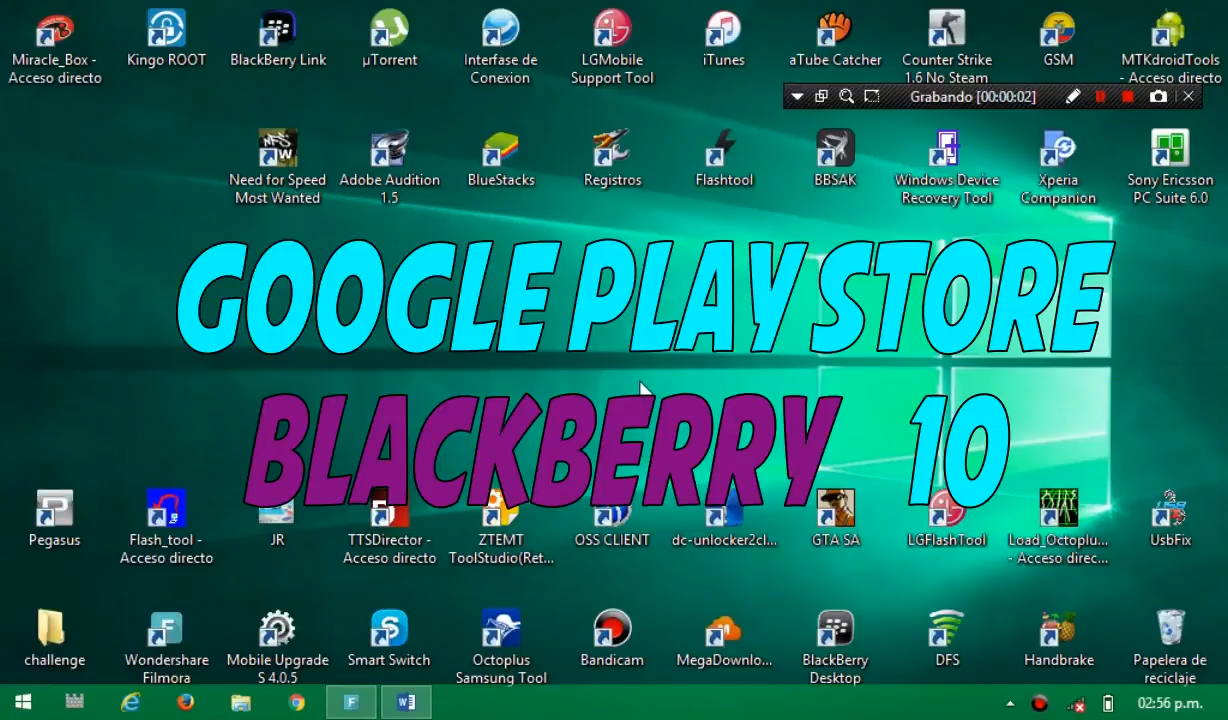 Miracle_Box - Acceso directo
Kingo ROOT
BlackBerry Link
µTorrent
Interfase de Conexion
LGMobile Support Tool
iTunes
aTube Catcher
Counter Strike 1.6 No Steam
GSM
MTKdroidTools - Acceso directo
Grabando [00:00:02]
Need for Speed Most Wanted
Adobe Audition 1.5
BlueStacks
Registros
Flashtool
BBSAK
Windows Device Recovery Tool
Xperia Companion
Sony Ericsson PC Suite 6.0
GOOGLE PLAY STORE
BLACKBERRY 10
Pegasus
Flash_tool - Acceso directo
JR
TTSDirector - Acceso directo
ZTEMT ToolStudio(Ret...
OSS CLIENT
dc-unlocker2cl...
GTA SA
LGFlashTool
Load_Octoplu... - Acceso direc...
UsbFix
challenge
Wondershare Filmora
Mobile Upgrade S 4.0.5
Smart Switch
Octoplus Samsung Tool
Bandicam
MegaDownlo...
BlackBerry Desktop
DFS
Handbrake
Papelera de reciclaje
02:56 p.m.